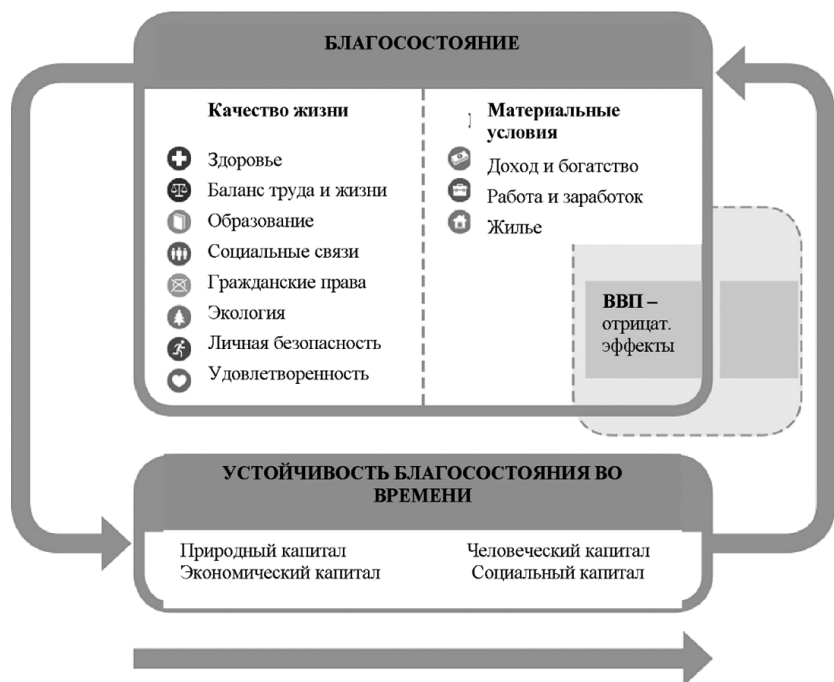 БЛАГОСОСТОЯНИЕ
Качество жизни
Здоровье
Баланс труда и жизни
Образование
Социальные связи
Гражданские права
Экология
Личная безопасность
Удовлетворенность
Материальные
условия
Доход и богатство
Работа и заработок
Жилье
ВВП –
отрицат.
эффекты
УСТОЙЧИВОСТЬ БЛАГОСОСТОЯНИЯ ВО
ВРЕМЕНИ
Природный капитал
Экономический капитал
Человеческий капитал
Социальный капитал